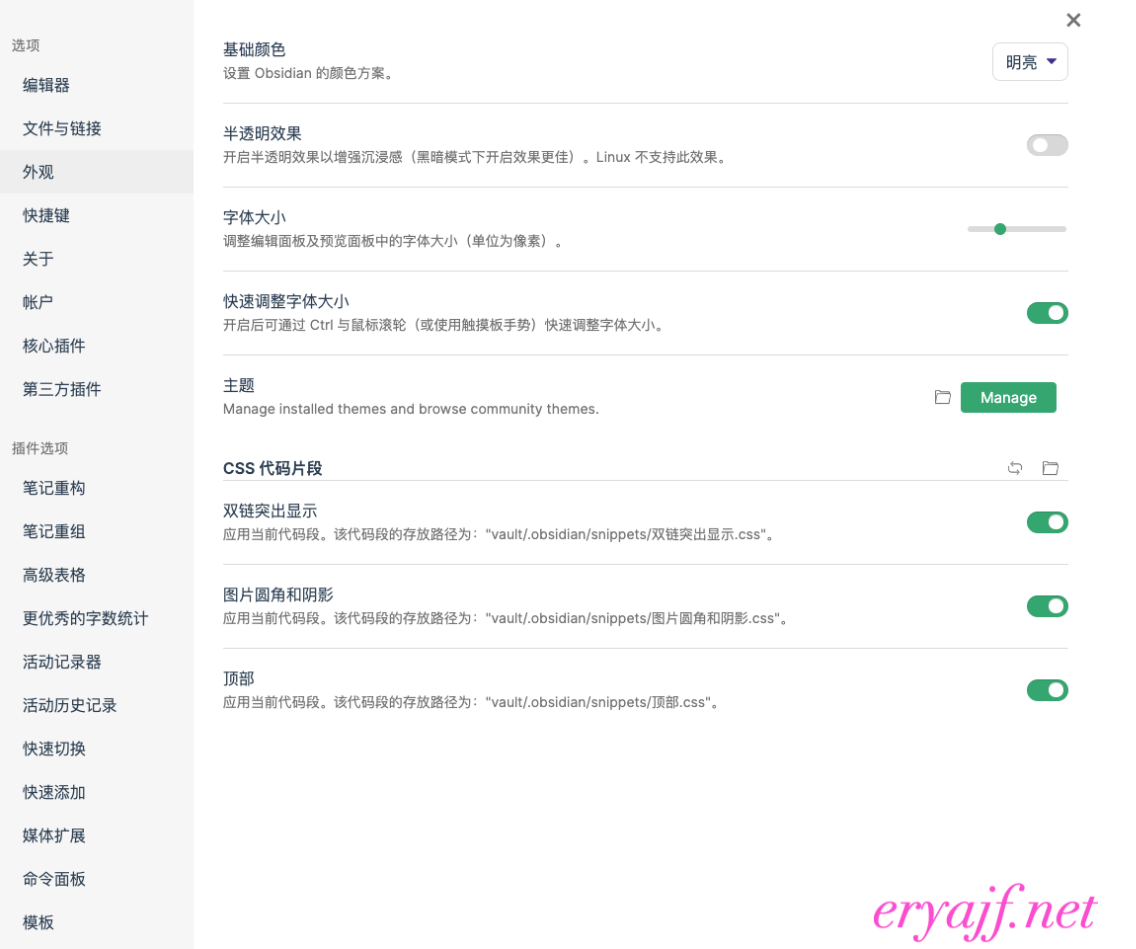 选项
编辑器
文件与链接
外观
快捷键
关于
帐户
核心插件
第三方插件
插件选项
笔记重构
笔记重组
高级表格
更优秀的字数统计
活动记录器
活动历史记录
快速切换
快速添加
媒体扩展
命令面板
模板
基础颜色
设置 Obsidian 的颜色方案。
明亮
半透明效果
开启半透明效果以增强沉浸感（黑暗模式下开启效果更佳）。Linux 不支持此效果。
字体大小
调整编辑面板及预览面板中的字体大小（单位为像素）。
快速调整字体大小
开启后可通过 Ctrl 与鼠标滚轮（或使用触摸板手势）快速调整字体大小。
主题
Manage installed themes and browse community themes.
Manage
CSS 代码片段
双链突出显示
应用当前代码段。该代码段的存放路径为："vault/.obsidian/snippets/双链突出显示.css"。
图片圆角和阴影
应用当前代码段。该代码段的存放路径为："vault/.obsidian/snippets/图片圆角和阴影.css"。
顶部
应用当前代码段。该代码段的存放路径为："vault/.obsidian/snippets/顶部.css"。
eryajf.net